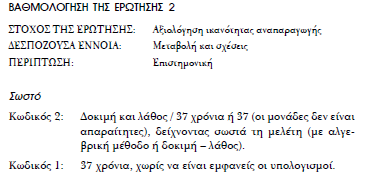 ΒΑΘΜΟΛΟΓΗΣΗ ΤΗΣ ΕΡΩΤΗΣΗΣ 2
ΣΤΟΧΟΣ ΤΗΣ ΕΡΩΤΗΣΗΣ: Αξιολόγηση ικανότητας αναπαραγωγής
ΔΕΣΠΟΖΟΥΣΑ ΕΝΝΟΙΑ: Μεταβολή και σχέσεις
ΠΕΡΙΠΤΩΣΗ: Επιστημονική
Σωστό
Κωδικός 2: Δοκιμή και λάθος / 37 χρόνια ή 37 (οι μονάδες δεν είναι
απαραίτητες), δείχνοντας σωστά τη μελέτη (με αλγε-
βρική μέθοδο ή δοκιμή – λάθος).
Κωδικός 1: 37 χρόνια, χωρίς να είναι εμφανείς οι υπολογισμοί.